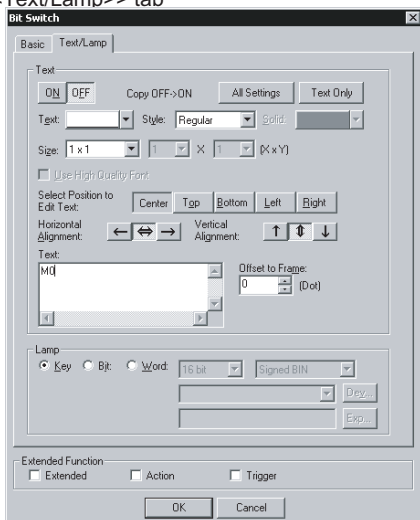 <Text/Lamp>> tab
Bit Switch
Basic Text/Lamp
Text
ON OFF Copy OFF->ON All Settings Text Only
Text: Style: Regular Solid:
Size: 1 x 1 1 X 1 (X x Y)
Use High Quality Font
Select Position to
Edit Text: Center Top Bottom Left Right
Horizontal
Alignment: Vertical
Alignment:
Text:
M0
Offset to Frame:
0 (Dot)
Lamp
Key Bit: Word: 16 bit Signed BIN
Dev...
Exp...
Extended Function
Extended Action Trigger
OK Cancel